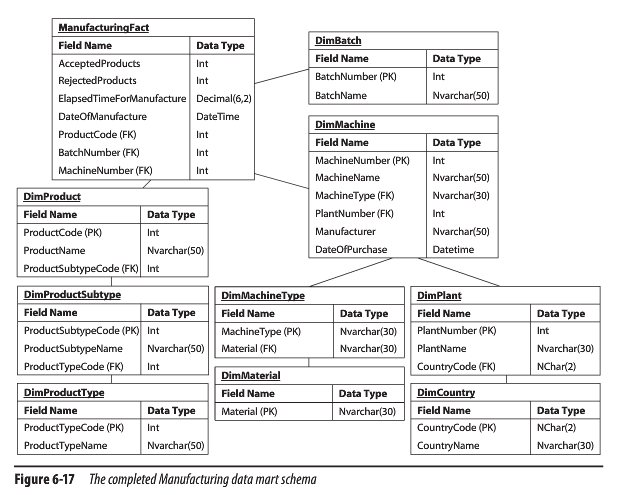 ManufacturingFact
Field Name Data Type
AcceptedProducts Int
RejectedProducts Int
ElapsedTimeForManufacture Decimal(6,2)
DateOfManufacture DateTime
ProductCode (FK) Int
BatchNumber (FK) Int
MachineNumber (FK) Int
DimBatch
Field Name Data Type
BatchNumber (PK) Int
BatchName Nvarchar(50)
DimMachine
Field Name Data Type
MachineNumber (PK) Int
MachineName Nvarchar(50)
MachineType (FK) Nvarchar(30)
PlantNumber (FK) Int
Manufacturer Nvarchar(50)
DateOfPurchase Datetime
DimProduct
Field Name Data Type
ProductCode (PK) Int
ProductName Nvarchar(50)
ProductSubtypeCode (FK) Int
DimProductSubtype
Field Name Data Type
ProductSubtypeCode (PK) Int
ProductSubtypeName Nvarchar(50)
ProductTypeCode (FK) Int
DimProductType
Field Name Data Type
ProductTypeCode (PK) Int
ProductTypeName Nvarchar(50)
DimMachineType
Field Name Data Type
MachineType (PK) Nvarchar(30)
Material (FK) Nvarchar(30)
DimMaterial
Field Name Data Type
Material (PK) Nvarchar(30)
DimPlant
Field Name Data Type
PlantNumber (PK) Int
PlantName Nvarchar(30)
CountryCode (FK) NChar(2)
DimCountry
Field Name Data Type
CountryCode (PK) NChar(2)
CountryName Nvarchar(30)
Figure 6-17 The completed Manufacturing data mart schema